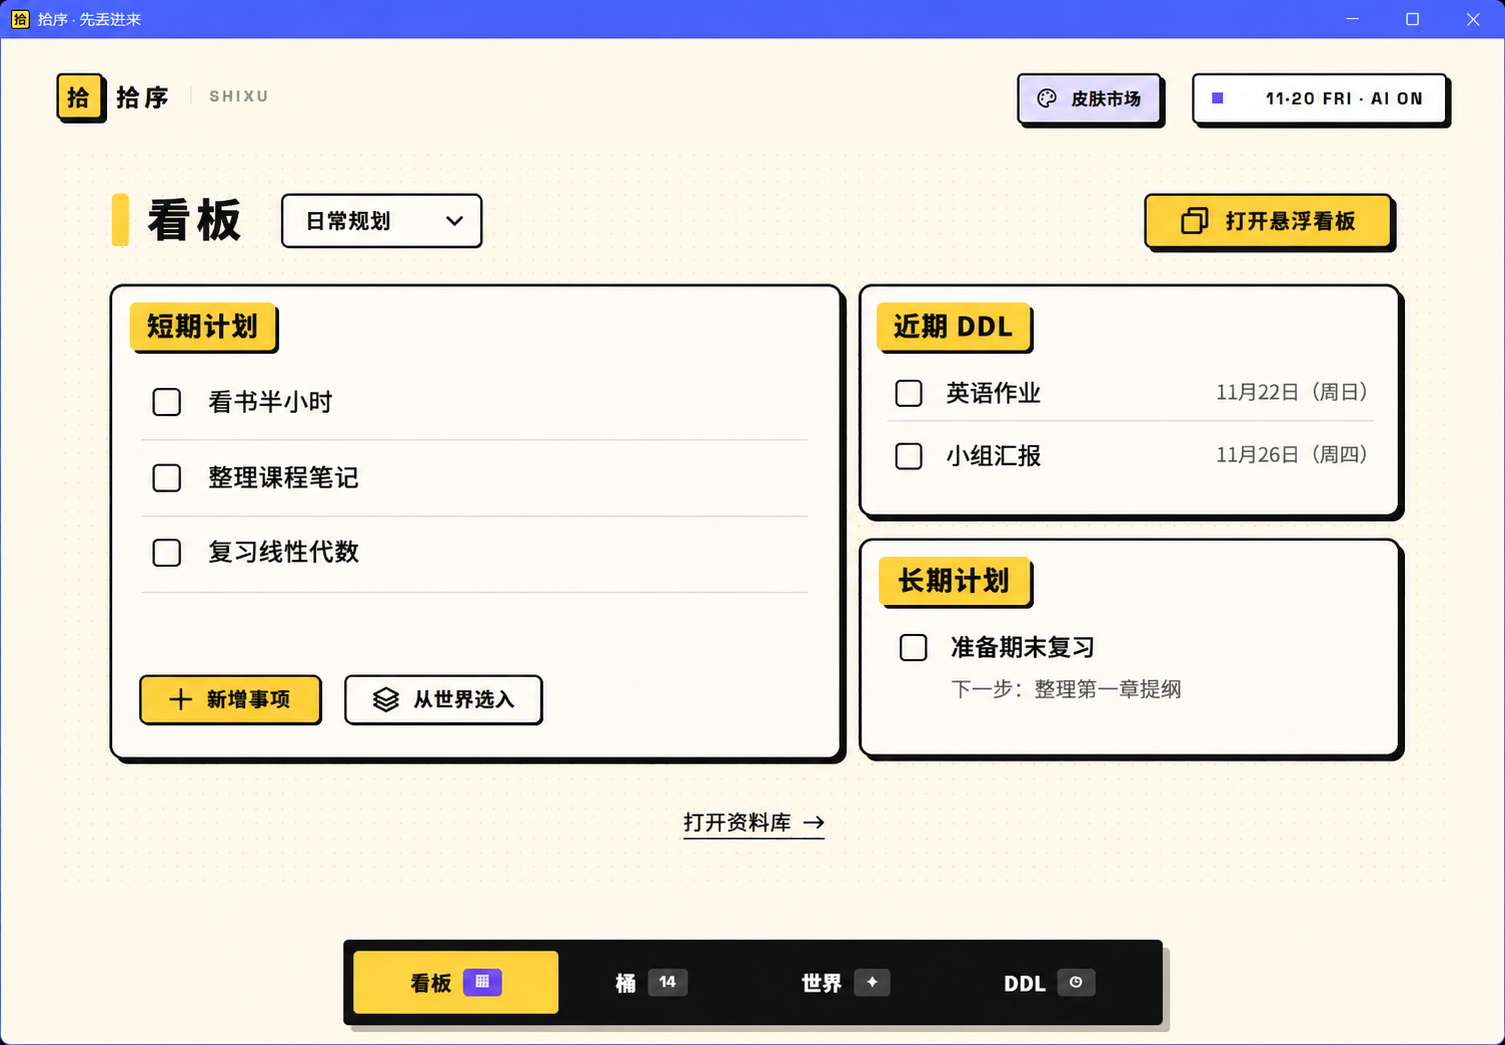 拾 拾序 · 先丢进来
拾 拾序 | SHIXU
皮肤市场
11·20 FRI · AI ON
看板
日常规划
打开悬浮看板
短期计划
看书半小时
整理课程笔记
复习线性代数
新增事项
从世界选入
近期 DDL
英语作业 11月22日（周日）
小组汇报 11月26日（周四）
长期计划
准备期末复习
下一步：整理第一章提纲
打开资料库 →
看板
桶 14
世界
DDL